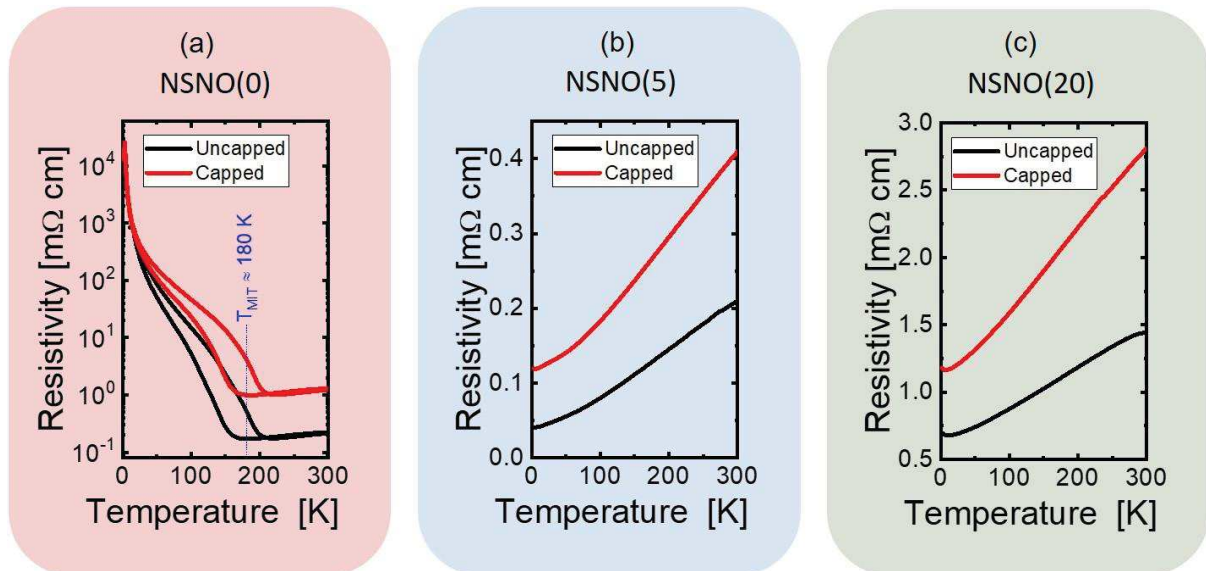 (a)
NSNO(0)
Uncapped
Capped
T_MIT ≈ 180 K
10^4
10^3
10^2
10^1
10^0
10^-1
Resistivity [mΩ cm]
0 100 200 300
Temperature [K]
(b)
NSNO(5)
Uncapped
Capped
0.4
0.3
0.2
0.1
0.0
Resistivity [mΩ cm]
0 100 200 300
Temperature [K]
(c)
NSNO(20)
Uncapped
Capped
3.0
2.5
2.0
1.5
1.0
0.5
Resistivity [mΩ cm]
0 100 200 300
Temperature [K]